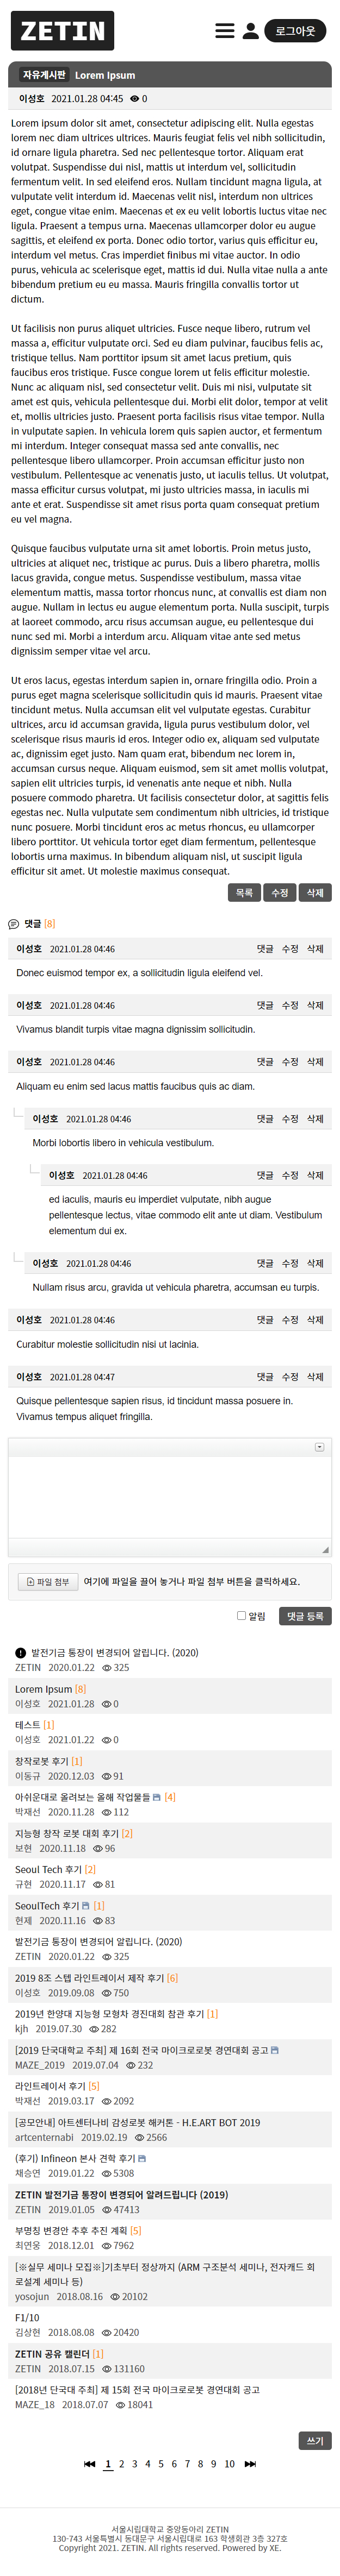 ZETIN
로그아웃
자유게시판 Lorem Ipsum
이성호 2021.01.28 04:45 0
Lorem ipsum dolor sit amet, consectetur adipiscing elit. Nulla egestas
lorem nec diam ultrices ultrices. Mauris feugiat felis vel nibh sollicitudin,
id ornare ligula pharetra. Sed nec pellentesque tortor. Aliquam erat
volutpat. Suspendisse dui nisl, mattis ut interdum vel, sollicitudin
fermentum velit. In sed eleifend eros. Nullam tincidunt magna ligula, at
vulputate velit interdum id. Maecenas velit nisl, interdum non ultrices
eget, congue vitae enim. Maecenas et ex eu velit lobortis luctus vitae nec
ligula. Praesent a tempus urna. Maecenas ullamcorper dolor eu augue
sagittis, et eleifend ex porta. Donec odio tortor, varius quis efficitur eu,
interdum vel metus. Cras imperdiet finibus mi vitae auctor. In odio
purus, vehicula ac scelerisque eget, mattis id dui. Nulla vitae nulla a ante
bibendum pretium eu eu massa. Mauris fringilla convallis tortor ut
dictum.
Ut facilisis non purus aliquet ultricies. Fusce neque libero, rutrum vel
massa a, efficitur vulputate orci. Sed eu diam pulvinar, faucibus felis ac,
tristique tellus. Nam porttitor ipsum sit amet lacus pretium, quis
faucibus eros tristique. Fusce congue lorem ut felis efficitur molestie.
Nunc ac aliquam nisl, sed consectetur velit. Duis mi nisi, vulputate sit
amet est quis, vehicula pellentesque dui. Morbi elit dolor, tempor at velit
et, mollis ultricies justo. Praesent porta facilisis risus vitae tempor. Nulla
in vulputate sapien. In vehicula lorem quis sapien auctor, et fermentum
mi interdum. Integer consequat massa sed ante convallis, nec
pellentesque libero ullamcorper. Proin accumsan efficitur justo non
vestibulum. Pellentesque ac venenatis justo, ut iaculis tellus. Ut volutpat,
massa efficitur cursus volutpat, mi justo ultricies massa, in iaculis mi
ante et erat. Suspendisse sit amet risus porta quam consequat pretium
eu vel magna.
Quisque faucibus vulputate urna sit amet lobortis. Proin metus justo,
ultricies at aliquet nec, tristique ac purus. Duis a libero pharetra, mollis
lacus gravida, congue metus. Suspendisse vestibulum, massa vitae
elementum mattis, massa tortor rhoncus nunc, at convallis est diam non
augue. Nullam in lectus eu augue elementum porta. Nulla suscipit, turpis
at laoreet commodo, arcu risus accumsan augue, eu pellentesque dui
nunc sed mi. Morbi a interdum arcu. Aliquam vitae ante sed metus
dignissim semper vitae vel arcu.
Ut eros lacus, egestas interdum sapien in, ornare fringilla odio. Proin a
purus eget magna scelerisque sollicitudin quis id mauris. Praesent vitae
tincidunt metus. Nulla accumsan elit vel vulputate egestas. Curabitur
ultrices, arcu id accumsan gravida, ligula purus vestibulum dolor, vel
scelerisque risus mauris id eros. Integer odio ex, aliquam sed vulputate
ac, dignissim eget justo. Nam quam erat, bibendum nec lorem in,
accumsan cursus neque. Aliquam euismod, sem sit amet mollis volutpat,
sapien elit ultricies turpis, id venenatis ante neque et nibh. Nulla
posuere commodo pharetra. Ut facilisis consectetur dolor, at sagittis felis
egestas nec. Nulla vulputate sem condimentum nibh ultricies, id tristique
nunc posuere. Morbi tincidunt eros ac metus rhoncus, eu ullamcorper
libero porttitor. Ut vehicula tortor eget diam fermentum, pellentesque
lobortis urna maximus. In bibendum aliquam nisl, ut suscipit ligula
efficitur sit amet. Ut molestie maximus consequat.
목록 수정 삭제
댓글 [8]
이성호 2021.01.28 04:46 댓글 수정 삭제
Donec euismod tempor ex, a sollicitudin ligula eleifend vel.
이성호 2021.01.28 04:46 댓글 수정 삭제
Vivamus blandit turpis vitae magna dignissim sollicitudin.
이성호 2021.01.28 04:46 댓글 수정 삭제
Aliquam eu enim sed lacus mattis faucibus quis ac diam.
이성호 2021.01.28 04:46 댓글 수정 삭제
Morbi lobortis libero in vehicula vestibulum.
이성호 2021.01.28 04:46 댓글 수정 삭제
ed iaculis, mauris eu imperdiet vulputate, nibh augue
pellentesque lectus, vitae commodo elit ante ut diam. Vestibulum
elementum dui ex.
이성호 2021.01.28 04:46 댓글 수정 삭제
Nullam risus arcu, gravida ut vehicula pharetra, accumsan eu turpis.
이성호 2021.01.28 04:46 댓글 수정 삭제
Curabitur molestie sollicitudin nisi ut lacinia.
이성호 2021.01.28 04:47 댓글 수정 삭제
Quisque pellentesque sapien risus, id tincidunt massa posuere in.
Vivamus tempus aliquet fringilla.
파일 첨부 여기에 파일을 끌어 놓거나 파일 첨부 버튼을 클릭하세요.
알림 댓글 등록
발전기금 통장이 변경되어 알립니다. (2020)
ZETIN 2020.01.22 325
Lorem Ipsum [8]
이성호 2021.01.28 0
테스트 [1]
이성호 2021.01.22 0
창작로봇 후기 [1]
이동규 2020.12.03 91
아쉬운대로 올려보는 올해 작업물들 [4]
박재선 2020.11.28 112
지능형 창작 로봇 대회 후기 [2]
보현 2020.11.18 96
Seoul Tech 후기 [2]
규현 2020.11.17 81
SeoulTech 후기 [1]
현제 2020.11.16 83
발전기금 통장이 변경되어 알립니다. (2020)
ZETIN 2020.01.22 325
2019 8조 스텝 라인트레이서 제작 후기 [6]
이성호 2019.09.08 750
2019년 한양대 지능형 모형차 경진대회 참관 후기 [1]
kjh 2019.07.30 282
[2019 단국대학교 주최] 제 16회 전국 마이크로로봇 경연대회 공고
MAZE_2019 2019.07.04 232
라인트레이서 후기 [5]
박재선 2019.03.17 2092
[공모안내] 아트센터나비 감성로봇 해커톤 - H.E.ART BOT 2019
artcenternabi 2019.02.19 2566
(후기) Infineon 본사 견학 후기
채승연 2019.01.22 5308
ZETIN 발전기금 통장이 변경되어 알려드립니다 (2019)
ZETIN 2019.01.05 47413
부명칭 변경안 추후 추진 계획 [5]
최연웅 2018.12.01 7962
[※실무 세미나 모집※]기초부터 정상까지 (ARM 구조분석 세미나, 전자캐드 회
로설계 세미나 등)
yosojun 2018.08.16 20102
F1/10
김상현 2018.08.08 20420
ZETIN 공유 캘린더 [1]
ZETIN 2018.07.15 131160
[2018년 단국대 주최] 제 15회 전국 마이크로로봇 경연대회 공고
MAZE_18 2018.07.07 18041
쓰기
1 2 3 4 5 6 7 8 9 10
서울시립대학교 중앙동아리 ZETIN
130-743 서울특별시 동대문구 서울시립대로 163 학생회관 3층 327호
Copyright 2021. ZETIN. All rights reserved. Powered by XE.